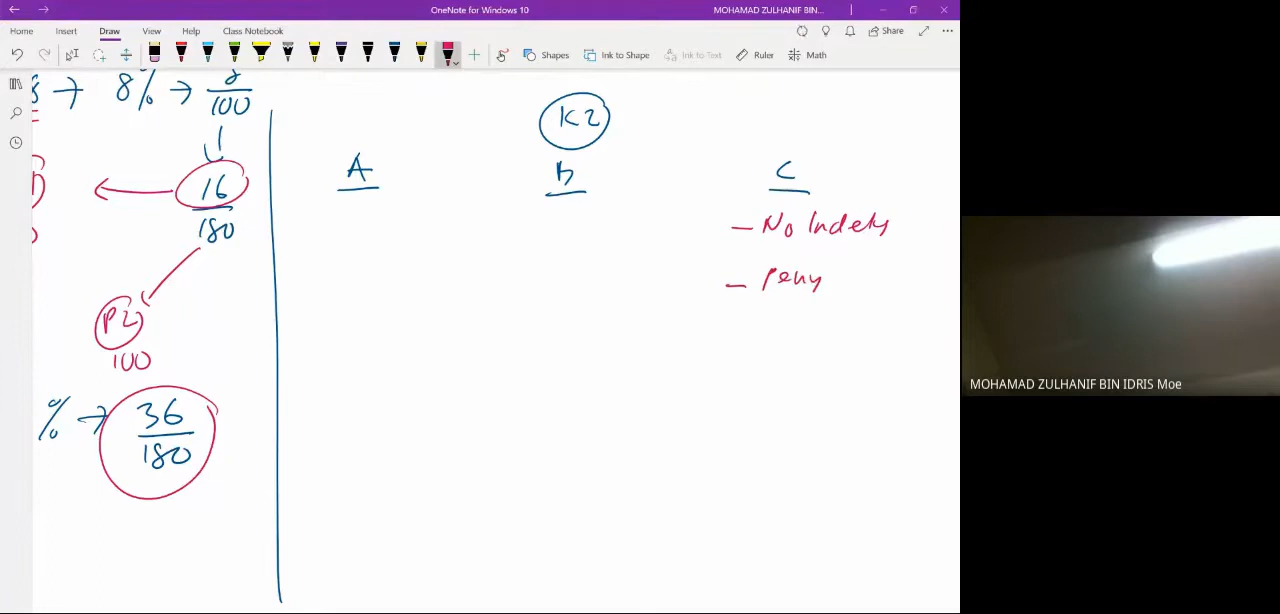 OneNote for Windows 10
MOHAMAD ZULHANIF BIN...
Home Insert Draw View Help Class Notebook
Share
Shapes Ink to Shape Ink to Text Ruler Math
→ 8% → 
100
16
180
P2
100
% → 36
180
K2
A
B
C
- No Indeks
- Peny
MOHAMAD ZULHANIF BIN IDRIS Moe